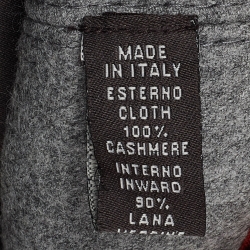 MADE
IN ITALY
ESTERNO
CLOTH
100%
CASHMERE
INTERNO
INWARD
90%
LANA